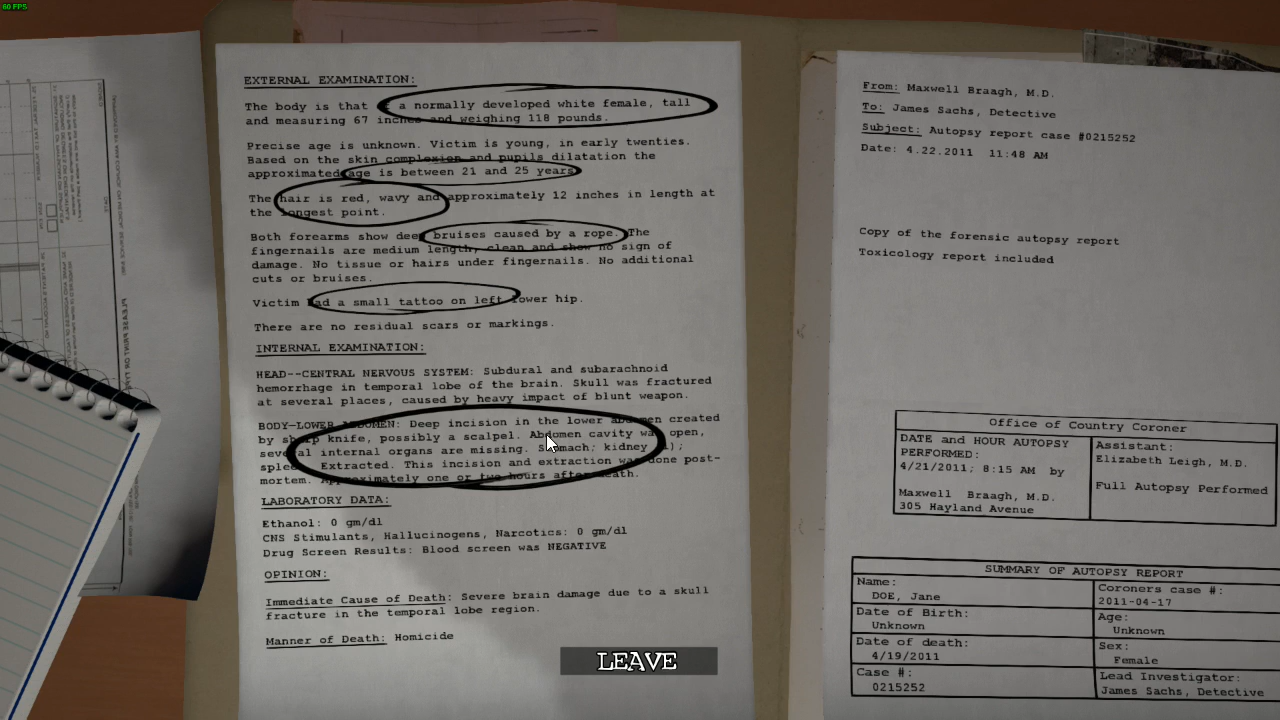 60 FPS
EXTERNAL EXAMINATION:
The body is that of a normally developed white female, tall
and measuring 67 inches and weighing 118 pounds.
Precise age is unknown. Victim is young, in early twenties.
Based on the skin complexion and pupils dilatation the
approximated age is between 21 and 25 years
The hair is red, wavy and approximately 12 inches in length at
the longest point.
Both forearms show deep bruises caused by a rope. The
fingernails are medium length, clean and show no sign of
damage. No tissue or hairs under fingernails. No additional
cuts or bruises.
Victim had a small tattoo on left lower hip.
There are no residual scars or markings.
INTERNAL EXAMINATION:
HEAD--CENTRAL NERVOUS SYSTEM: Subdural and subarachnoid
hemorrhage in temporal lobe of the brain. Skull was fractured
at several places, caused by heavy impact of blunt weapon.
BODY-LOWER ABDOMEN: Deep incision in the lower abdomen created
by sharp knife, possibly a scalpel. Abdomen cavity was open,
several internal organs are missing. Stomach; kidney
spleen Extracted. This incision and extraction was done post-
mortem. Approximately one or two hours after death.
LABORATORY DATA:
Ethanol: 0 gm/dl
CNS Stimulants, Hallucinogens, Narcotics: 0 gm/dl
Drug Screen Results: Blood screen was NEGATIVE
OPINION:
Immediate Cause of Death: Severe brain damage due to a skull
fracture in the temporal lobe region.
Manner of Death: Homicide
LEAVE
From: Maxwell Braagh, M.D.
To: James Sachs, Detective
Subject: Autopsy report case #0215252
Date: 4.22.2011 11:48 AM
Copy of the forensic autopsy report
Toxicology report included
Office of Country Coroner
DATE and HOUR AUTOPSY
PERFORMED:
4/21/2011; 8:15 AM by
Maxwell Braagh, M.D.
305 Hayland Avenue
Assistant:
Elizabeth Leigh, M.D.
Full Autopsy Performed
SUMMARY OF AUTOPSY REPORT
Name:
DOE, Jane
Coroners case #:
2011-04-17
Date of Birth:
Unknown
Age:
Unknown
Date of death:
4/19/2011
Sex:
Female
Case #:
0215252
Lead Investigator:
James Sachs, Detective